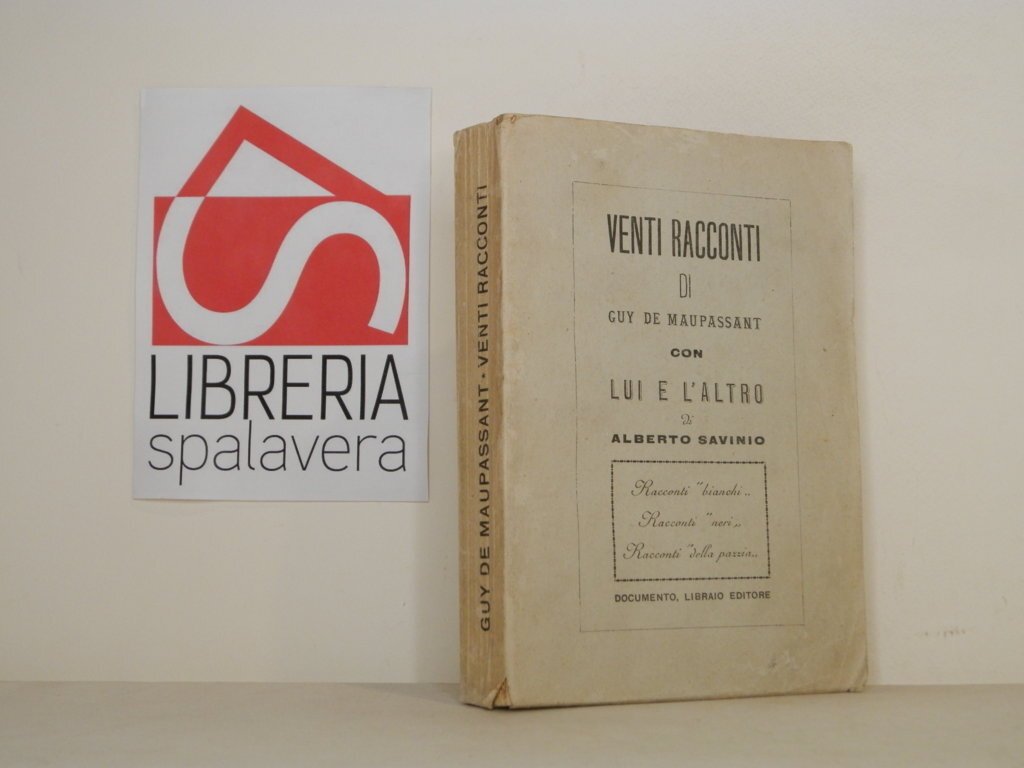 LIBRERIA
spalavera
GUY DE MAUPASSANT - VENTI RACCONTI
VENTI RACCONTI
DI
GUY DE MAUPASSANT
CON
LUI E L'ALTRO
di
ALBERTO SAVINIO
Racconti "bianchi„
Racconti "neri„
Racconti "della pazzia„
DOCUMENTO, LIBRAIO EDITORE